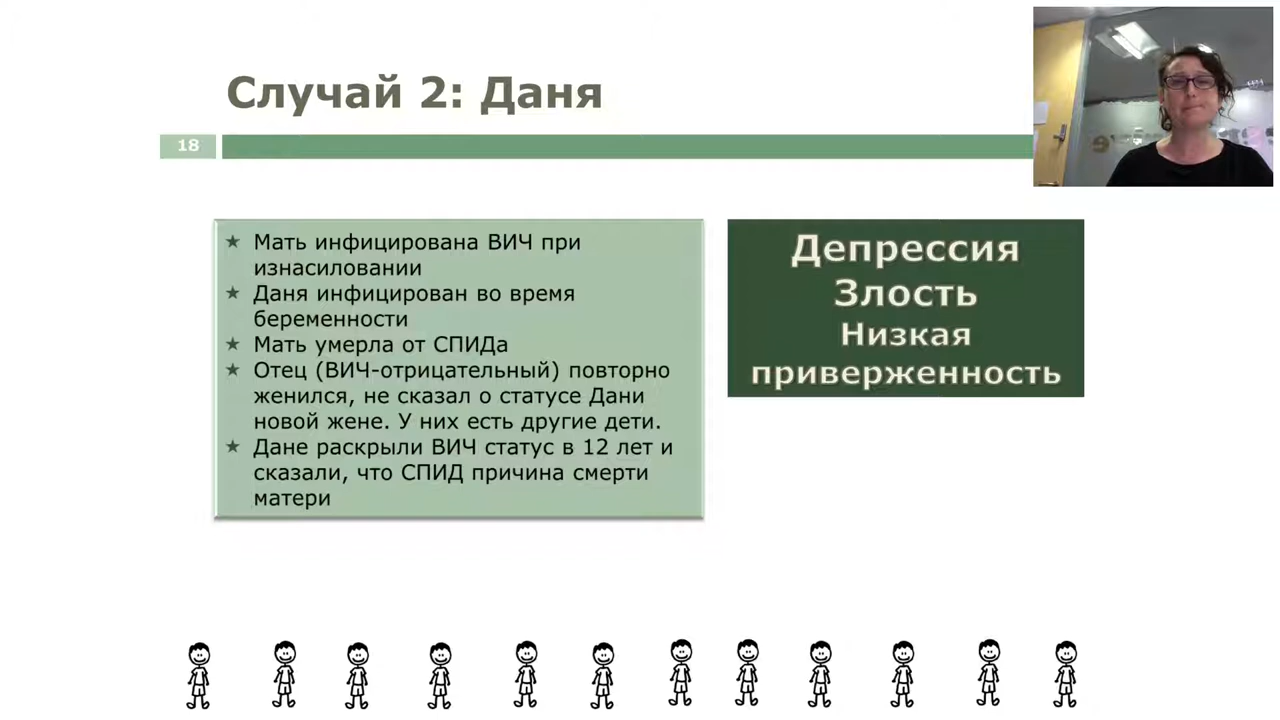 Случай 2: Даня
18
Мать инфицирована ВИЧ при
изнасиловании
Даня инфицирован во время
беременности
Мать умерла от СПИДа
Отец (ВИЧ-отрицательный) повторно
женился, не сказал о статусе Дани
новой жене. У них есть другие дети.
Дане раскрыли ВИЧ статус в 12 лет и
сказали, что СПИД причина смерти
матери
Депрессия
Злость
Низкая
приверженность